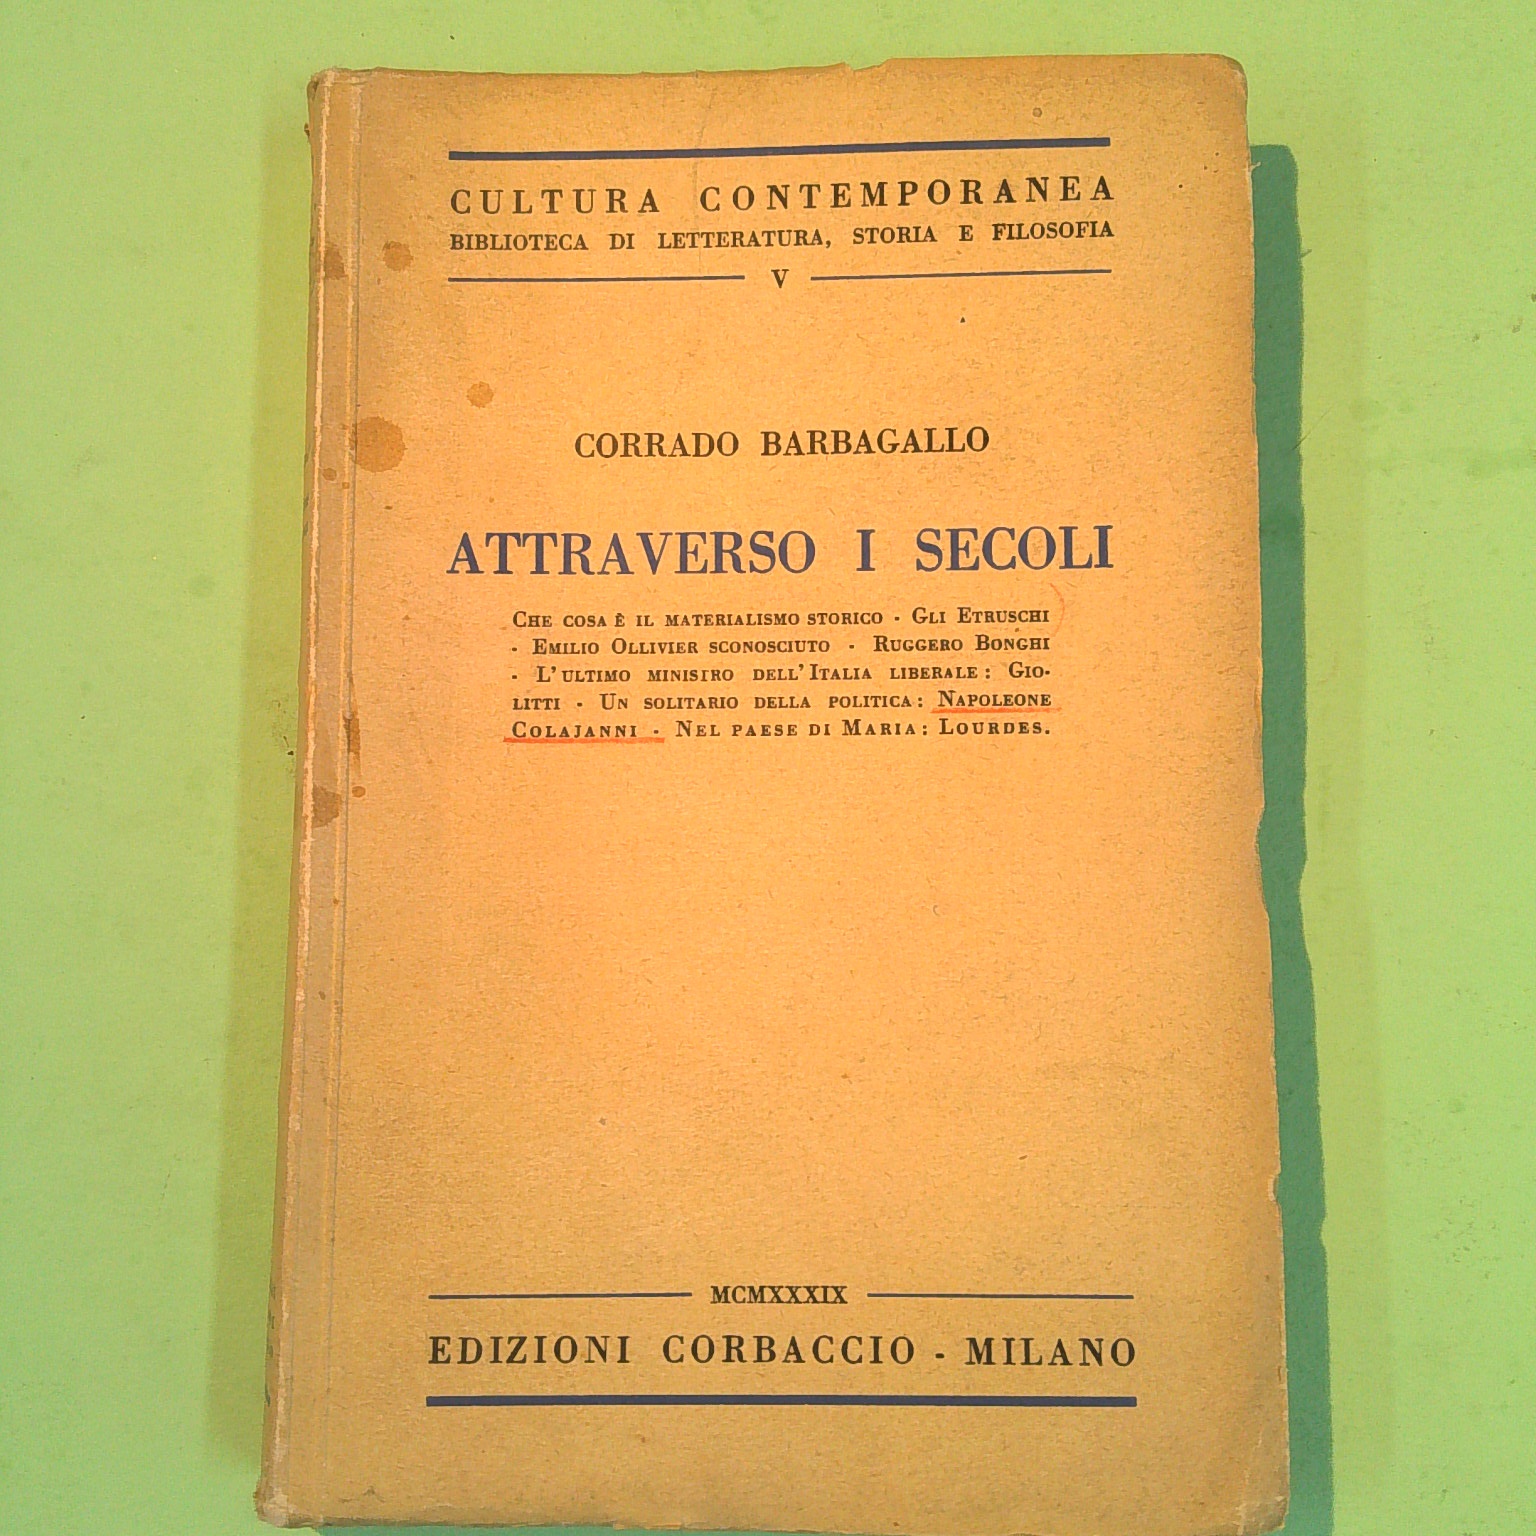 CULTURA CONTEMPORANEA
BIBLIOTECA DI LETTERATURA, STORIA E FILOSOFIA
V
CORRADO BARBAGALLO
ATTRAVERSO I SECOLI
CHE COSA È IL MATERIALISMO STORICO - GLI ETRUSCHI
- EMILIO OLLIVIER SCONOSCIUTO - RUGGERO BONGHI
- L'ULTIMO MINISTRO DELL'ITALIA LIBERALE: GIO-
LITTI - UN SOLITARIO DELLA POLITICA: NAPOLEONE
COLAJANNI - NEL PAESE DI MARIA: LOURDES.
MCMXXXIX
EDIZIONI CORBACCIO - MILANO